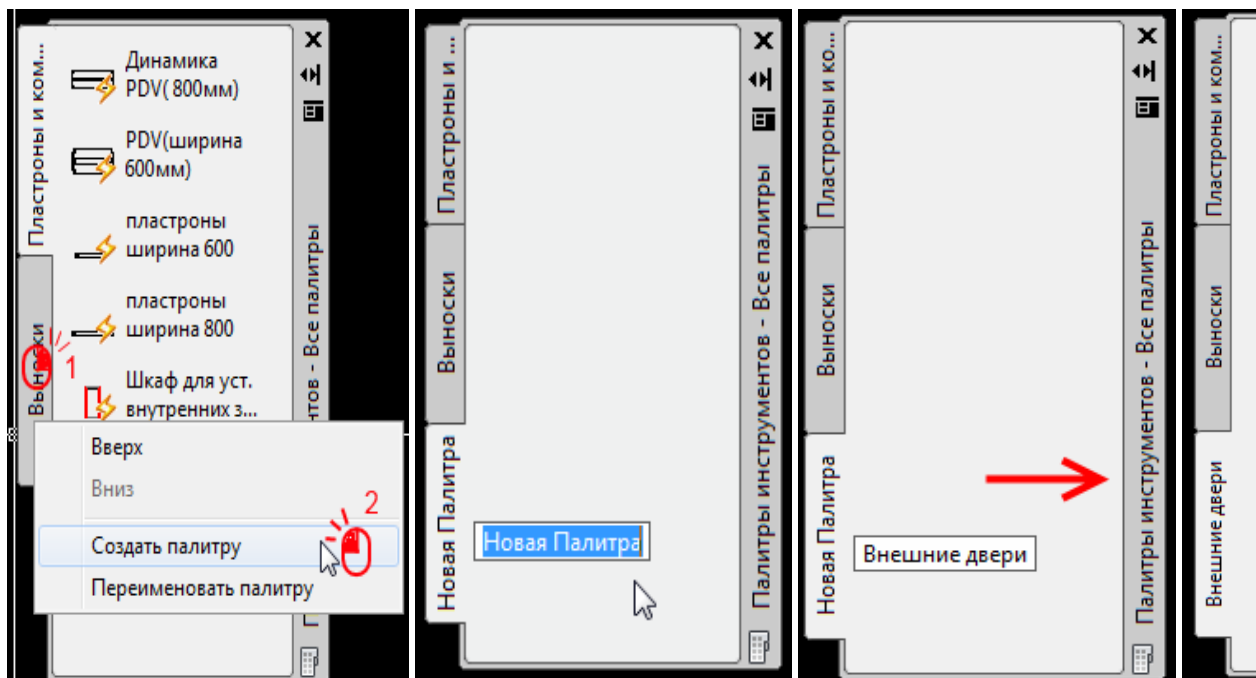 Пластроны и ком...
Выноски
Динамика
PDV( 800мм)
PDV(ширина
600мм)
пластроны
ширина 600
пластроны
ширина 800
Шкаф для уст.
внутренних з...
1
Вверх
Вниз
Создать палитру
2
Переименовать палитру
нтов - Все палитры
Пластроны и ...
Выноски
Новая Палитра
Новая Палитра
Палитры инструментов - Все палитры
Пластроны и ко...
Выноски
Новая Палитра
Внешние двери
Палитры инструментов - Все палитры
Пластроны и ком...
Выноски
Внешние двери